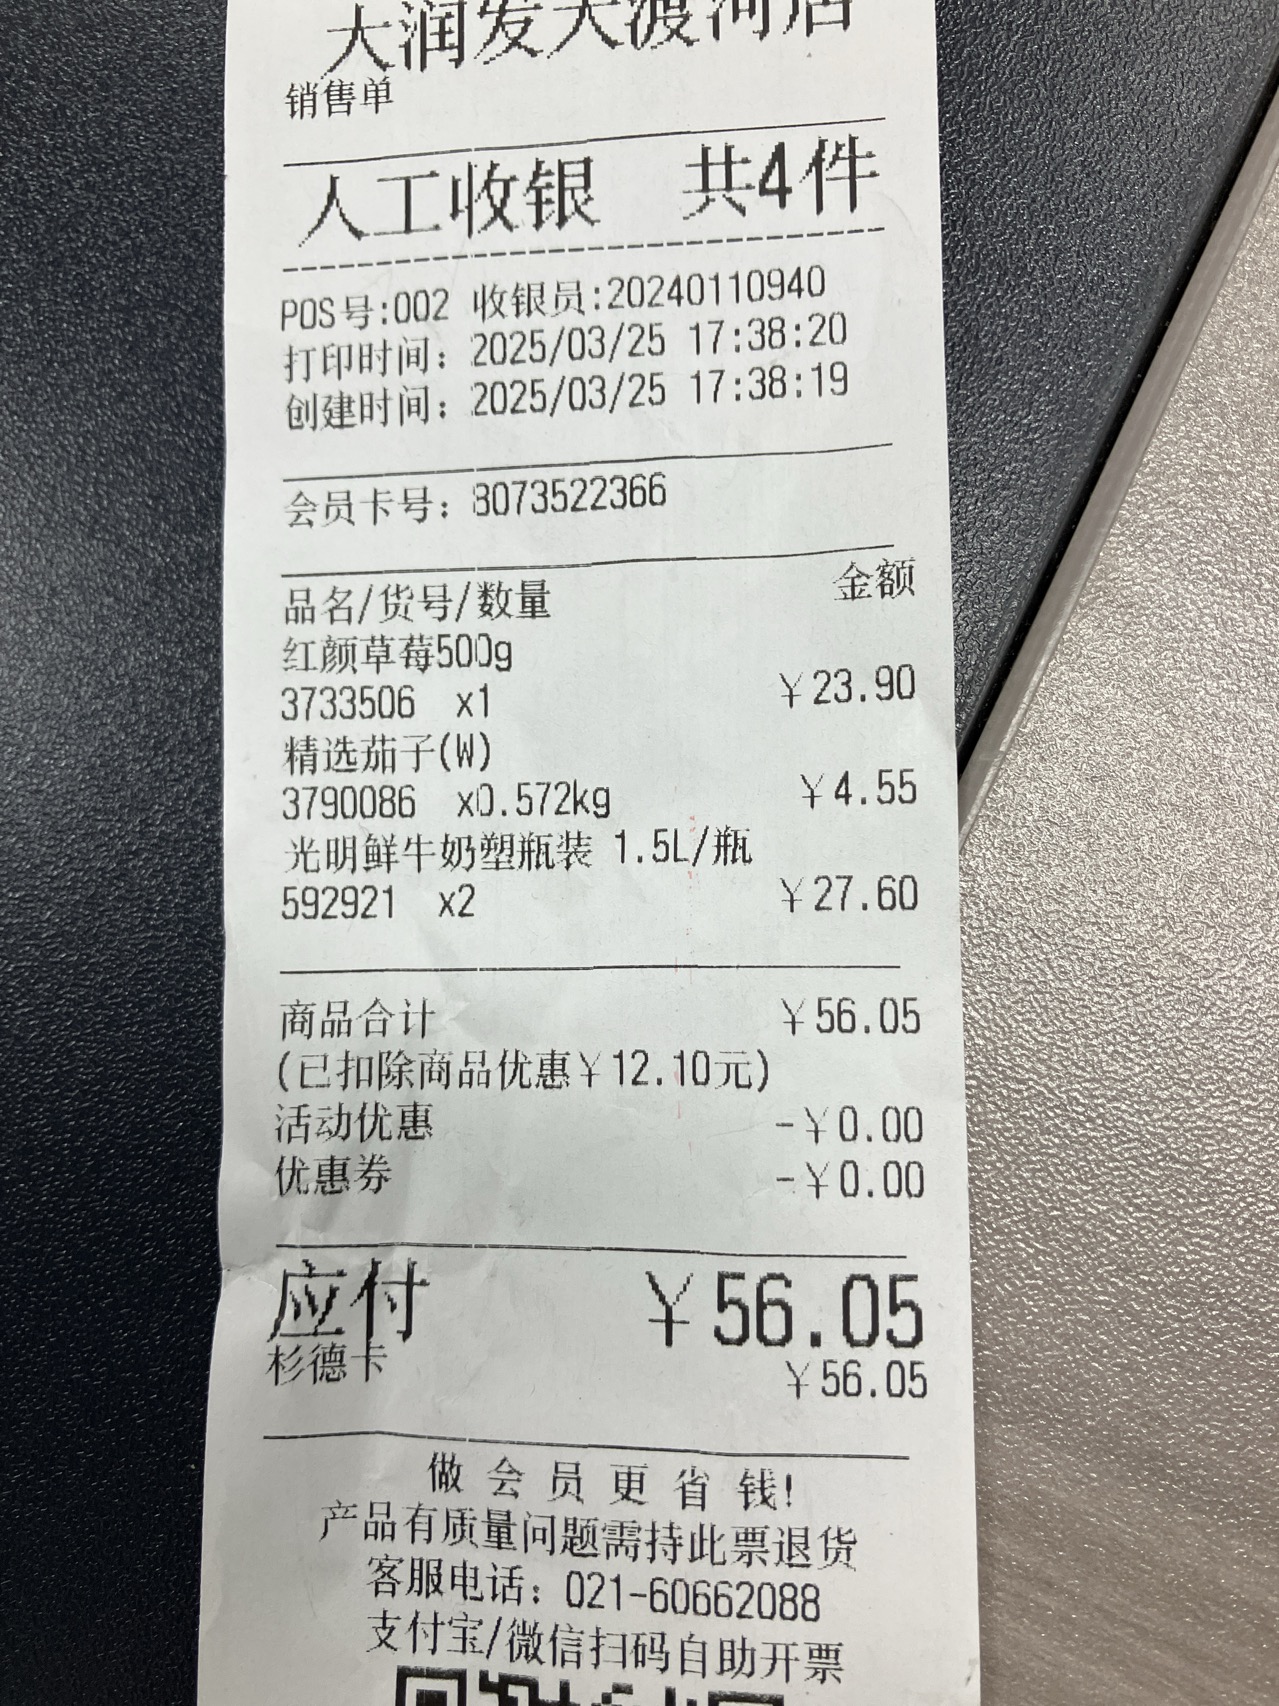 大润发大渡河店
销售单
人工收银 共4件
POS号:002 收银员:20240110940
打印时间: 2025/03/25 17:38:20
创建时间: 2025/03/25 17:38:19
会员卡号: 8073522366
品名/货号/数量 金额
红颜草莓500g
3733506 x1 ¥23.90
精选茄子(W)
3790086 x0.572kg ¥4.55
光明鲜牛奶塑瓶装 1.5L/瓶
592921 x2 ¥27.60
商品合计 ¥56.05
(已扣除商品优惠¥12.10元)
活动优惠 -¥0.00
优惠券 -¥0.00
应付 ¥56.05
杉德卡 ¥56.05
做会员更省钱!
产品有质量问题需持此票退货
客服电话: 021-60662088
支付宝/微信扫码自助开票